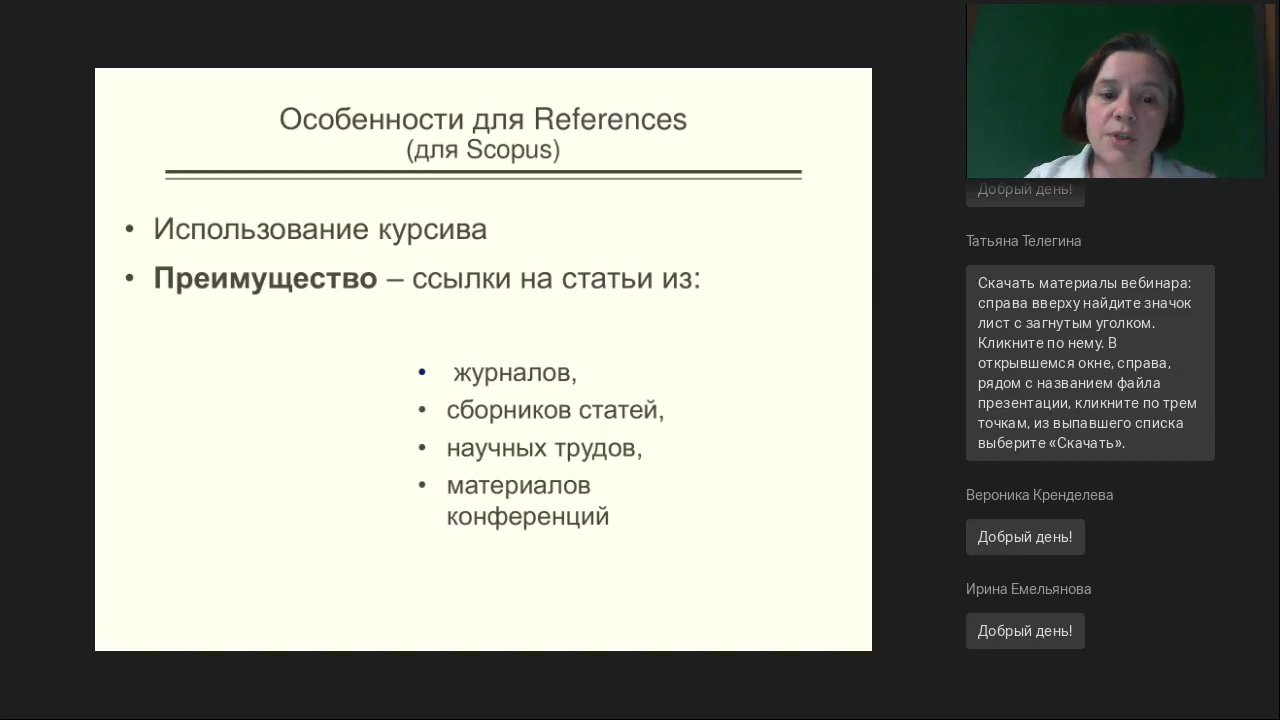 Особенности для References
(для Scopus)
• Использование курсива
• Преимущество – ссылки на статьи из:
• журналов,
• сборников статей,
• научных трудов,
• материалов
конференций
Добрый день!
Татьяна Телегина
Скачать материалы вебинара:
справа вверху найдите значок
лист с загнутым уголком.
Кликните по нему. В
открывшемся окне, справа,
рядом с названием файла
презентации, кликните по трем
точкам, из выпавшего списка
выберите «Скачать».
Вероника Кренделева
Добрый день!
Ирина Емельянова
Добрый день!